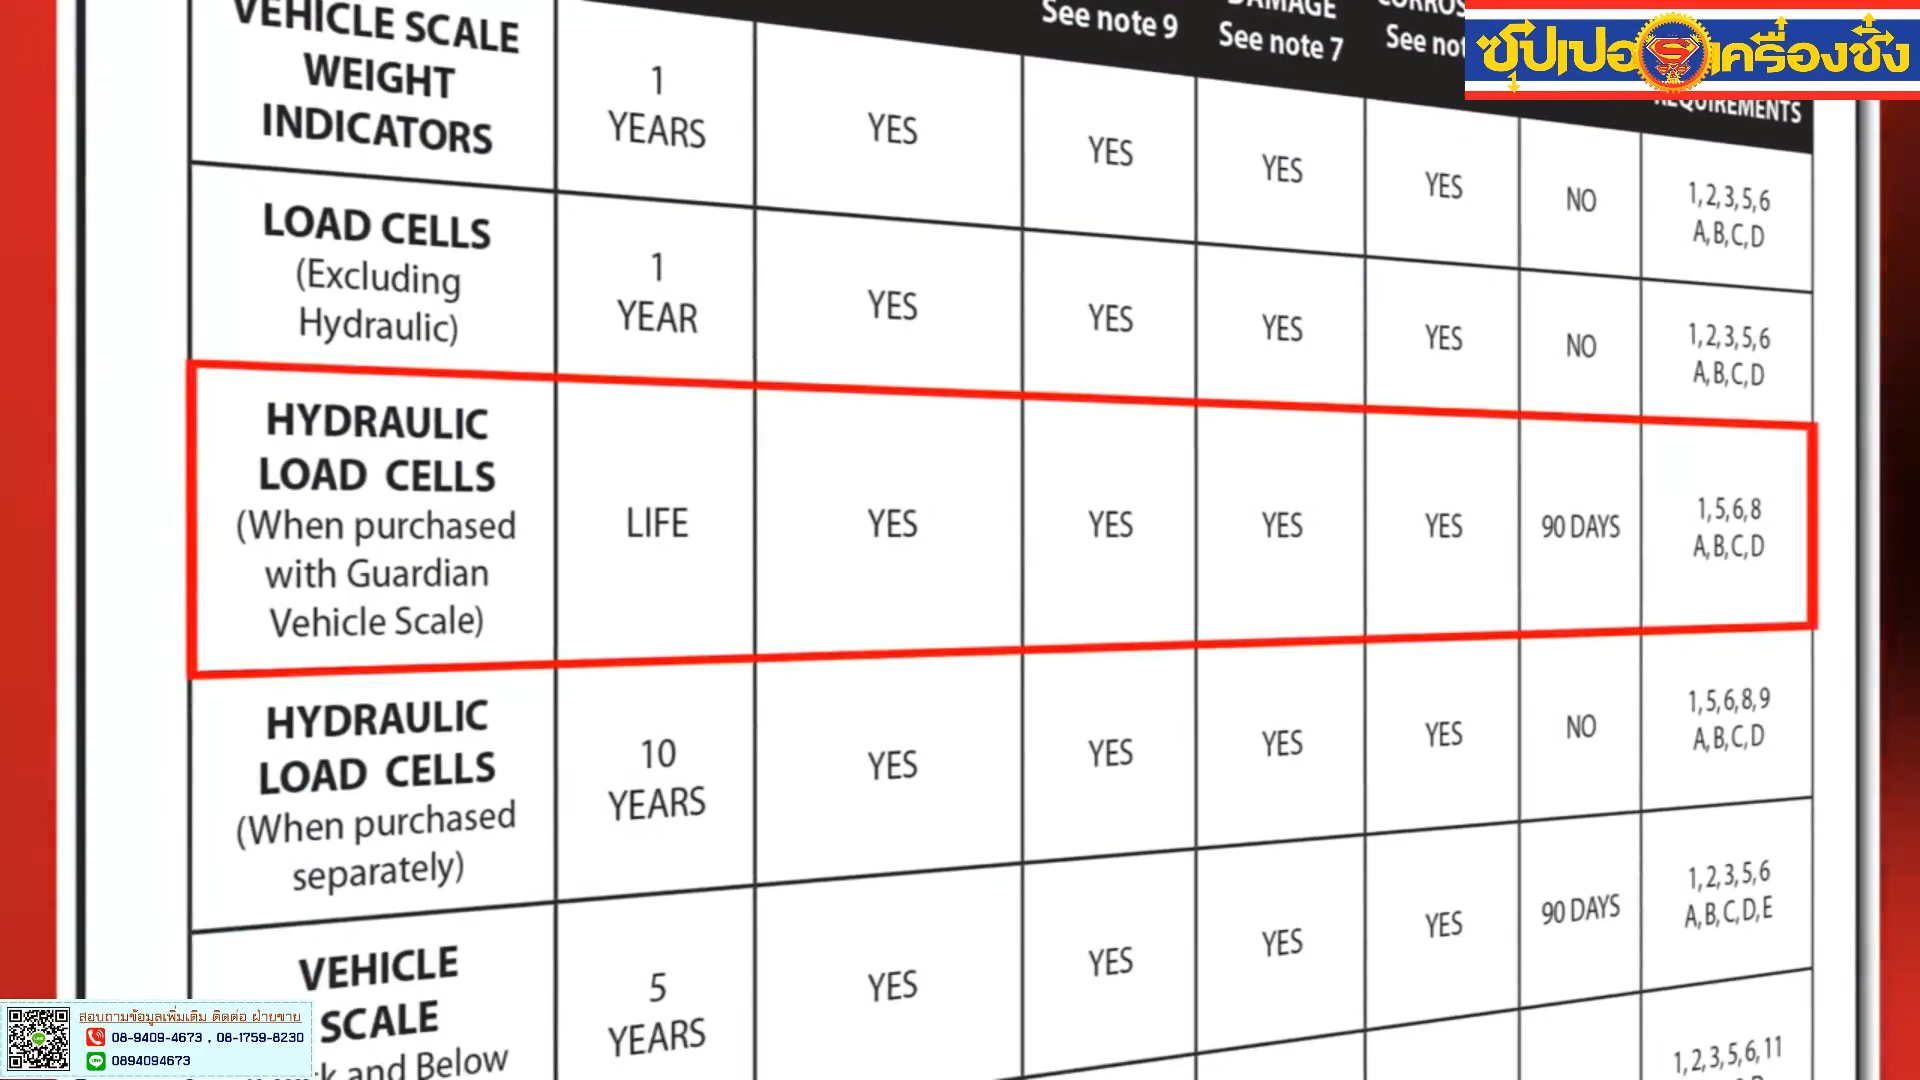 VEHICLE SCALE
WEIGHT
INDICATORS
1
YEARS
YES
See note 9
YES
DAMAGE
See note 7
YES
YES
NO
REQUIREMENTS
1,2,3,5,6
A,B,C,D
LOAD CELLS
(Excluding
Hydraulic)
1
YEAR
YES
YES
YES
YES
NO
1,2,3,5,6
A,B,C,D
HYDRAULIC
LOAD CELLS
(When purchased
with Guardian
Vehicle Scale)
LIFE
YES
YES
YES
YES
90 DAYS
1,5,6,8
A,B,C,D
HYDRAULIC
LOAD CELLS
(When purchased
separately)
10
YEARS
YES
YES
YES
YES
NO
1,5,6,8,9
A,B,C,D
VEHICLE
SCALE
and Below
5
YEARS
YES
YES
YES
YES
90 DAYS
1,2,3,5,6
A,B,C,D,E
1,2,3,5,6,11
ซุปเปอร์เครื่องชั่ง
สอบถามข้อมูลเพิ่มเติม ติดต่อ ฝ่ายขาย
08-9409-4673 , 08-1759-8230
0894094673